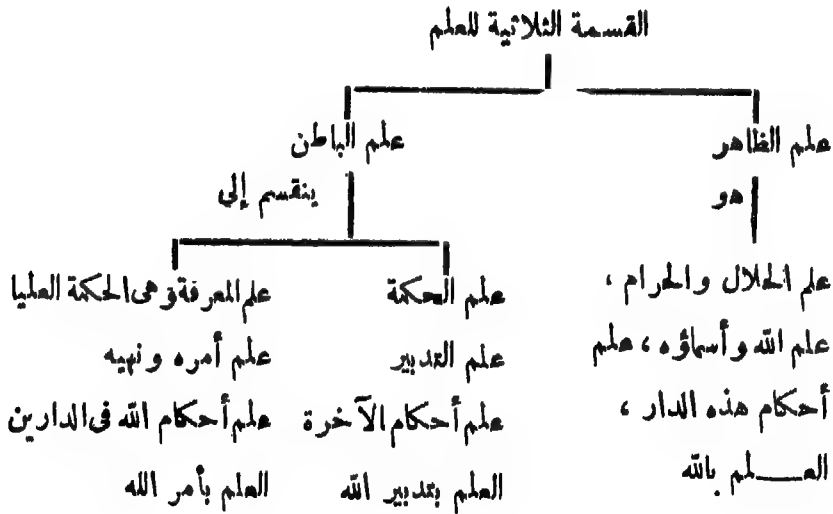 القسمة الثلاثية للعلم
علم الظاهر
هو
علم الحلال والحرام ،
علم الله وأسماؤه ، علم
أحكام هذه الدار ،
العلم بالله
علم الباطن
ينقسم إلى
علم الحكمة
علم التدبير
علم أحكام الآخرة
العلم بتدبير الله
علم المعرفة وهى الحكمة العليا
علم أمره ونهيه
علم أحكام الله فى الدارين
العلم بأمر الله